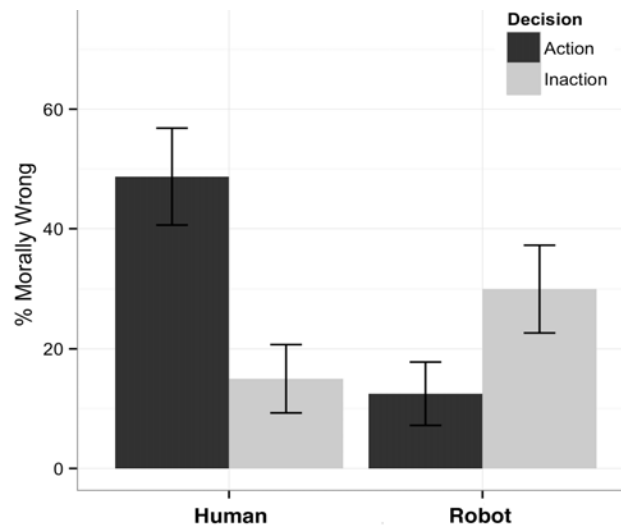 Decision
Action
Inaction
60
40
20
0
% Morally Wrong
Human Robot